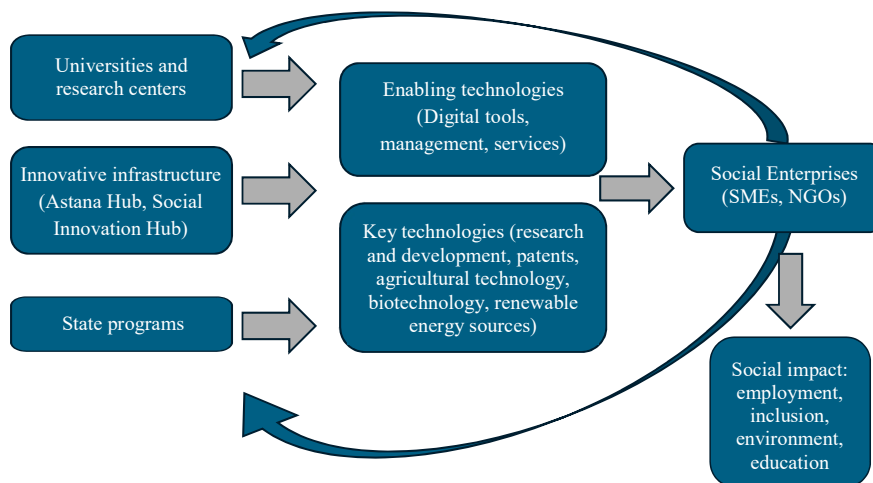 Universities and
research centers
Innovative infrastructure
(Astana Hub, Social
Innovation Hub)
State programs
Enabling technologies
(Digital tools,
management, services)
Key technologies (research
and development, patents,
agricultural technology,
biotechnology, renewable
energy sources)
Social Enterprises
(SMEs, NGOs)
Social impact:
employment,
inclusion,
environment,
education